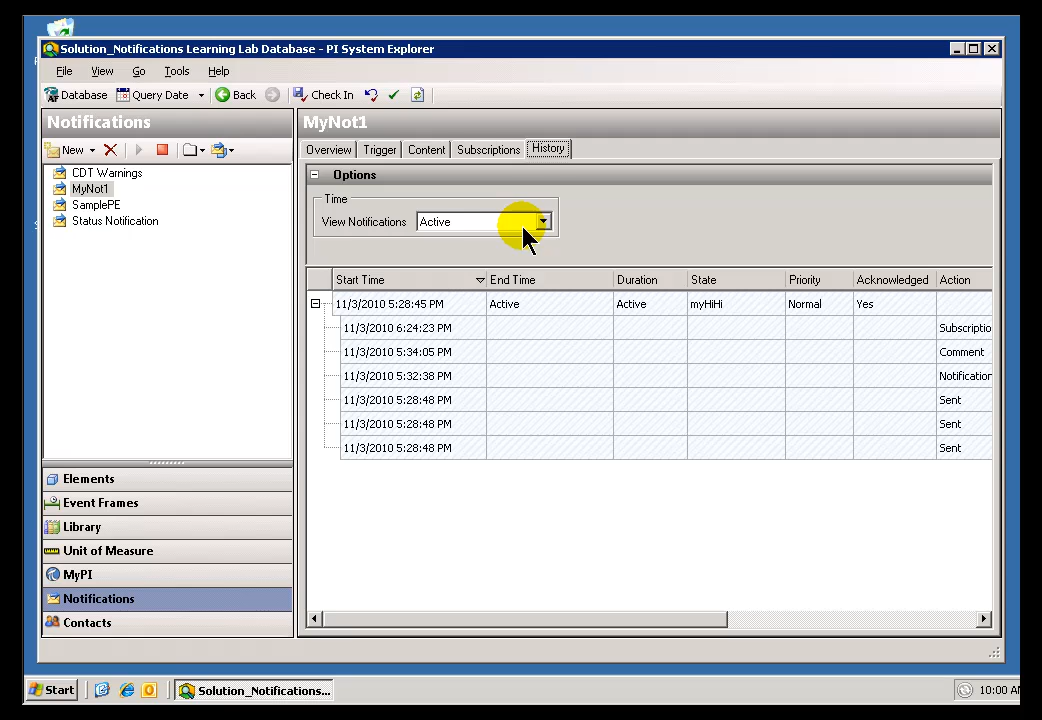 Solution_Notifications Learning Lab Database - PI System Explorer
File View Go Tools Help
Database Query Date Back Check In
Notifications
MyNot1
New
Overview Trigger Content Subscriptions History
CDT Warnings
MyNot1
SamplePE
Status Notification
Options
Time
View Notifications Active
Start Time End Time Duration State Priority Acknowledged Action
11/3/2010 5:28:45 PM Active Active myHiHi Normal Yes
11/3/2010 6:24:23 PM Subscriptio
11/3/2010 5:34:05 PM Comment
11/3/2010 5:32:38 PM Notification
11/3/2010 5:28:48 PM Sent
11/3/2010 5:28:48 PM Sent
11/3/2010 5:28:48 PM Sent
Elements
Event Frames
Library
Unit of Measure
MyPI
Notifications
Contacts
Start Solution_Notifications... 10:00 AM